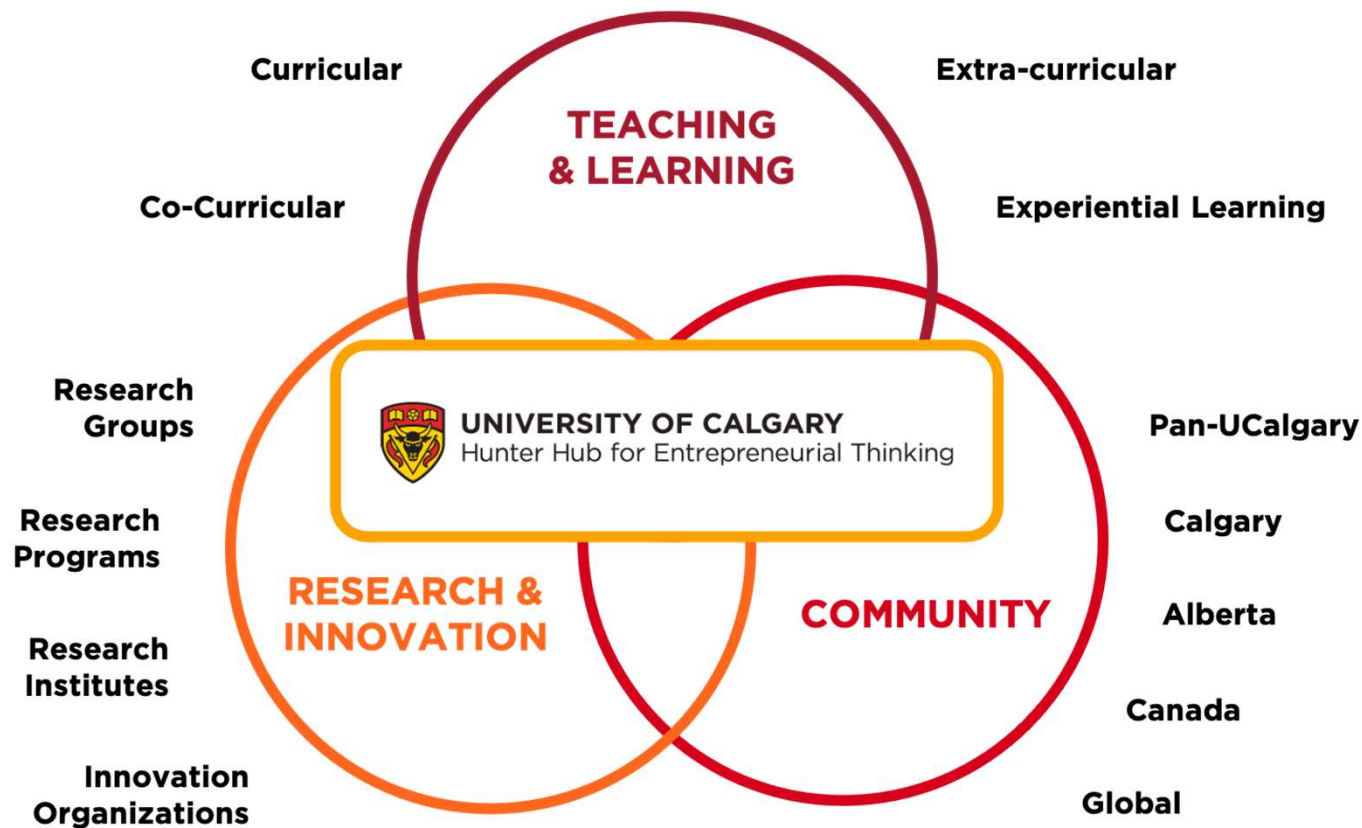 Curricular
Extra-curricular
TEACHING
& LEARNING
Co-Curricular
Experiential Learning
Research
Groups
UNIVERSITY OF CALGARY
Hunter Hub for Entrepreneurial Thinking
Pan-UCalgary
Research
Programs
Calgary
RESEARCH &
INNOVATION
COMMUNITY
Alberta
Research
Institutes
Canada
Innovation
Organizations
Global